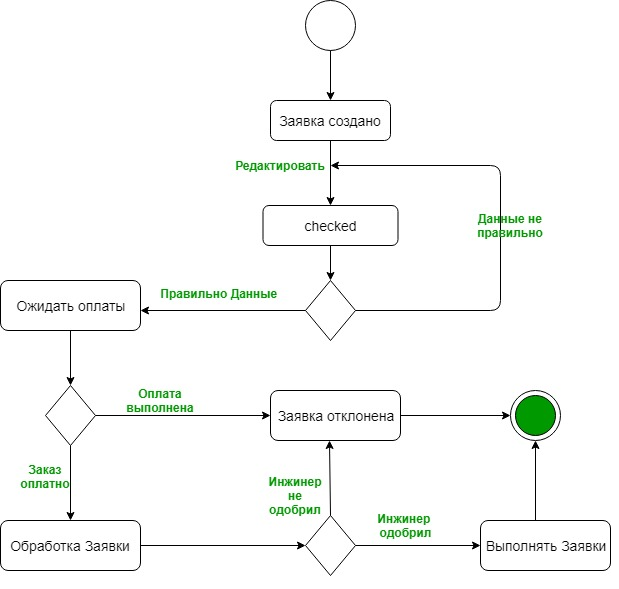 Заявка создано
Редактировать
Данные не
правильно
checked
Правильно Данные
Ожидать оплаты
Оплата
выполнена
Заявка отклонена
Заказ
оплатно
Инжинер
не
одобрил
Инжинер
одобрил
Обработка Заявки
Выполнять Заявки